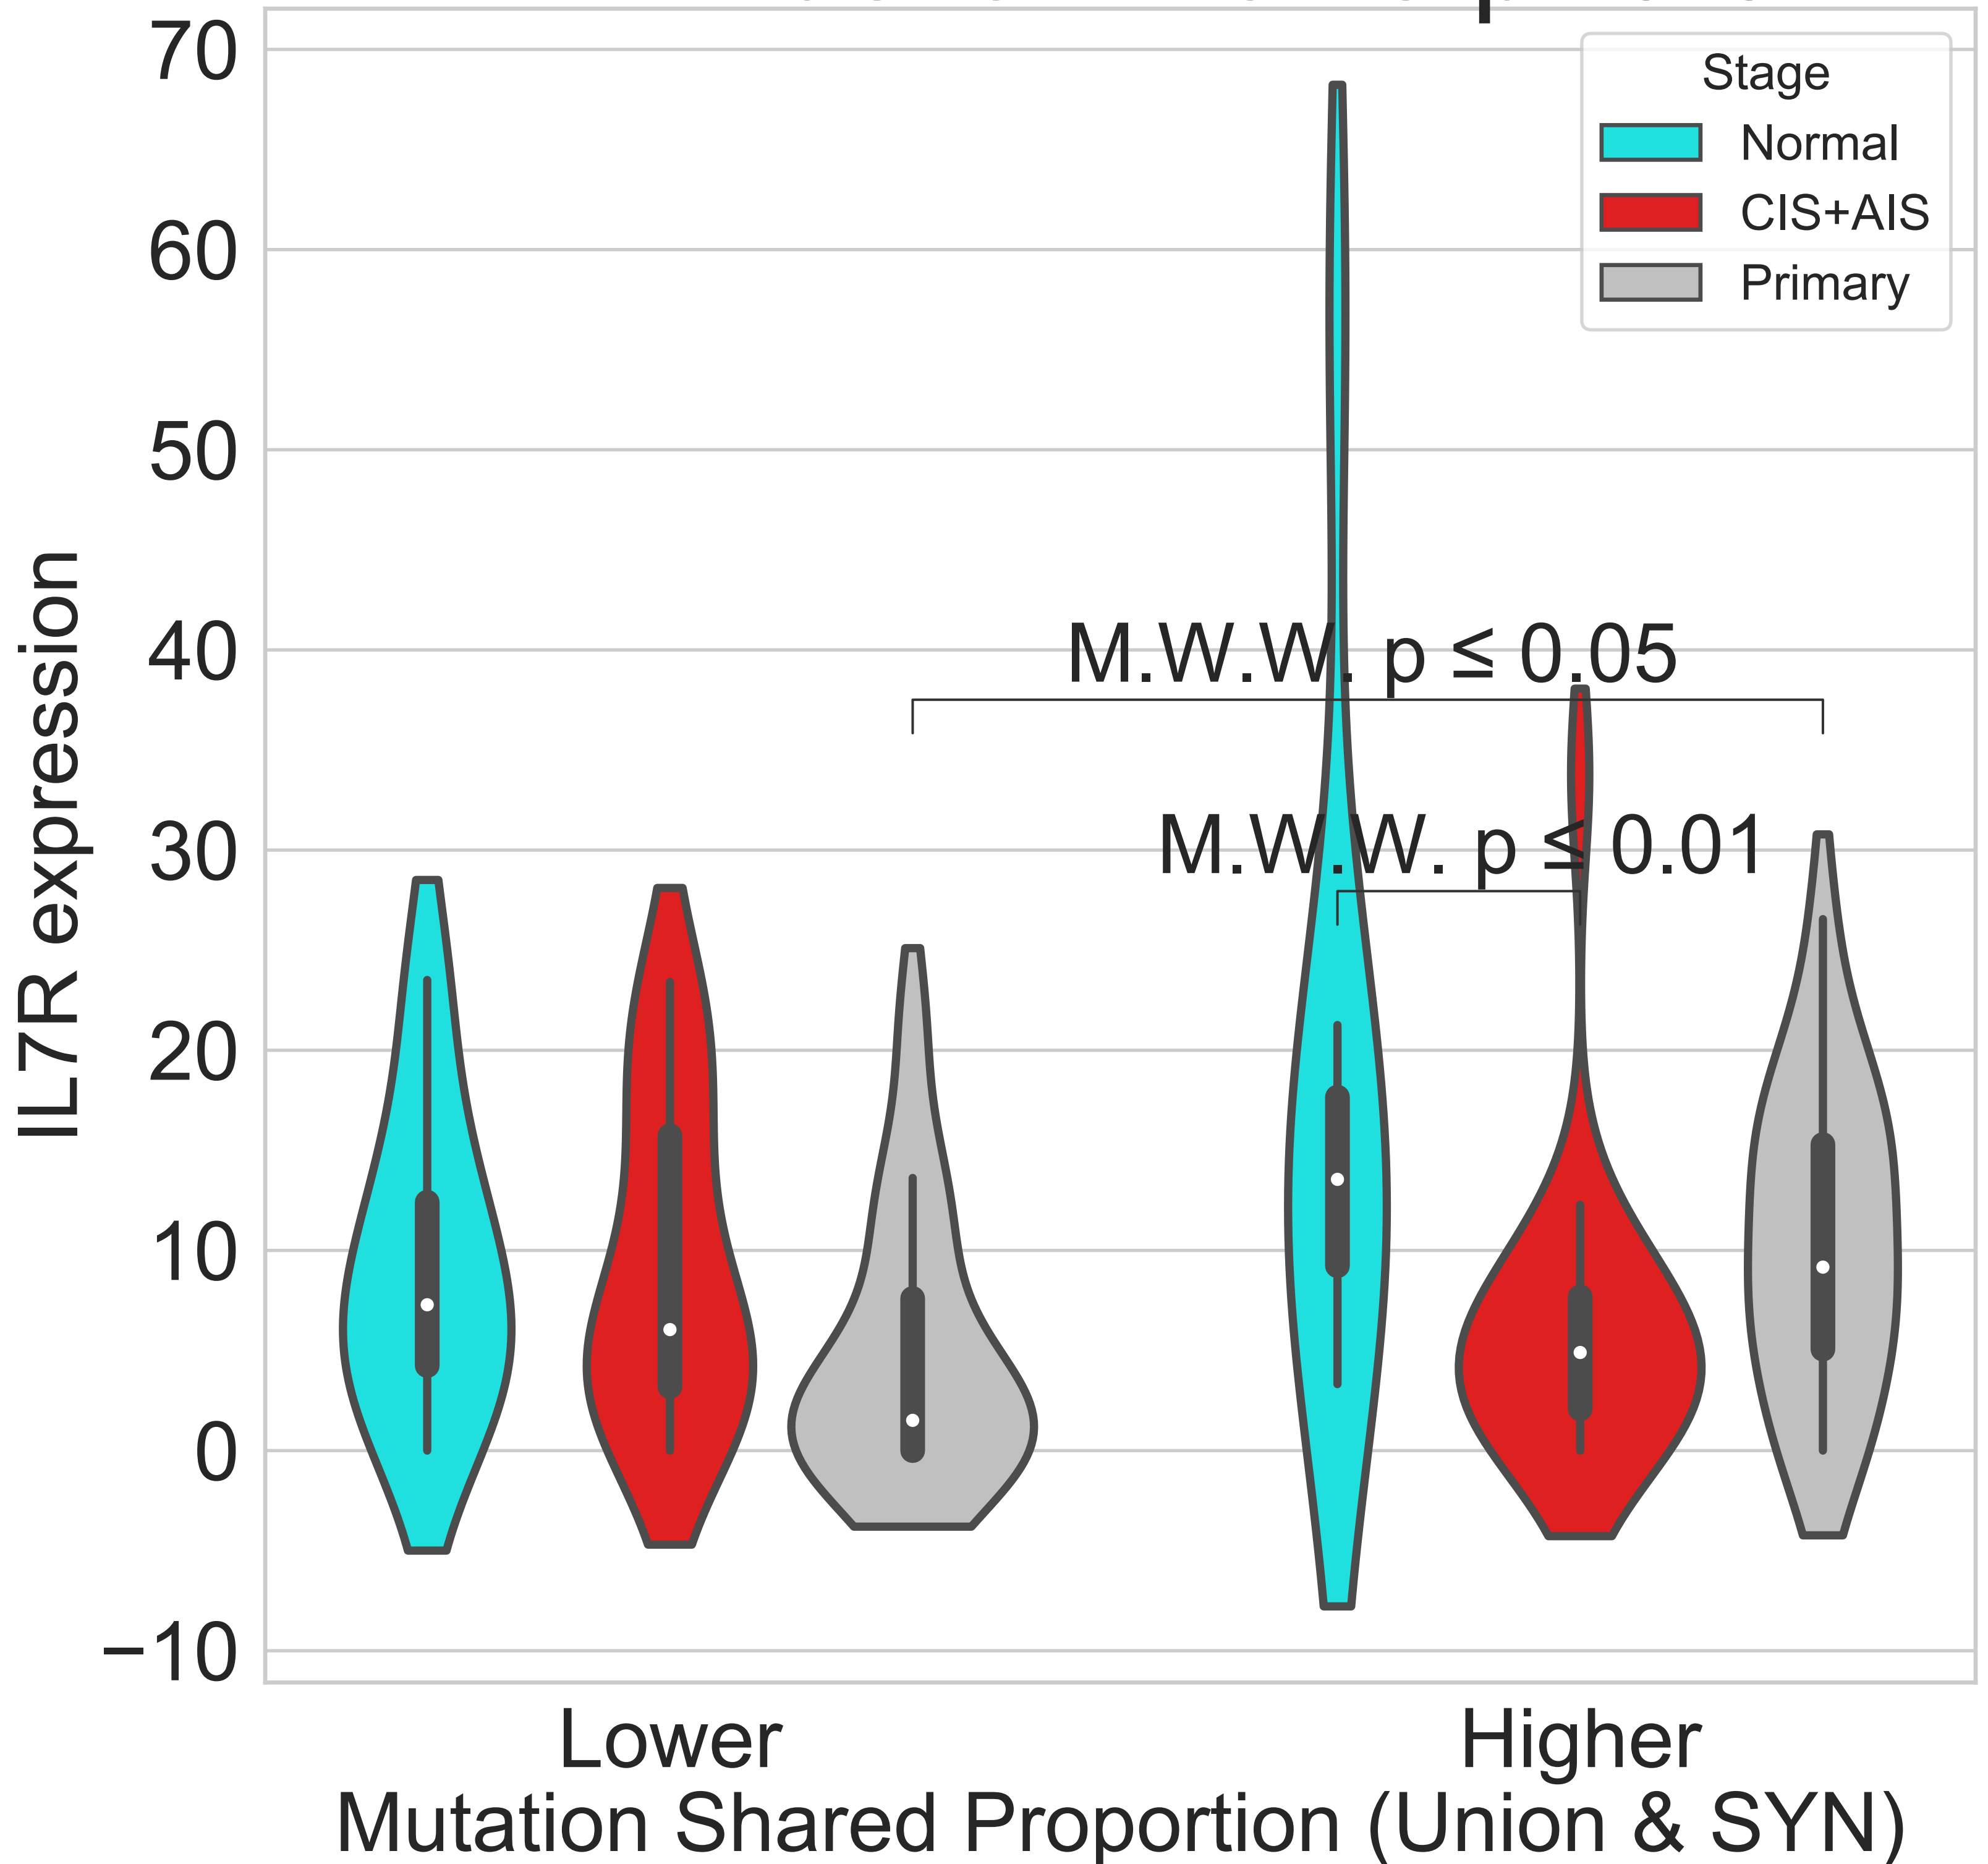 70
60
50
40
30
20
10
0
−10
IL7R expression
Stage
Normal
CIS+AIS
Primary
M.W.W. p ≤ 0.05
M.W.W. p ≤ 0.01
Lower
Higher
Mutation Shared Proportion (Union & SYN)